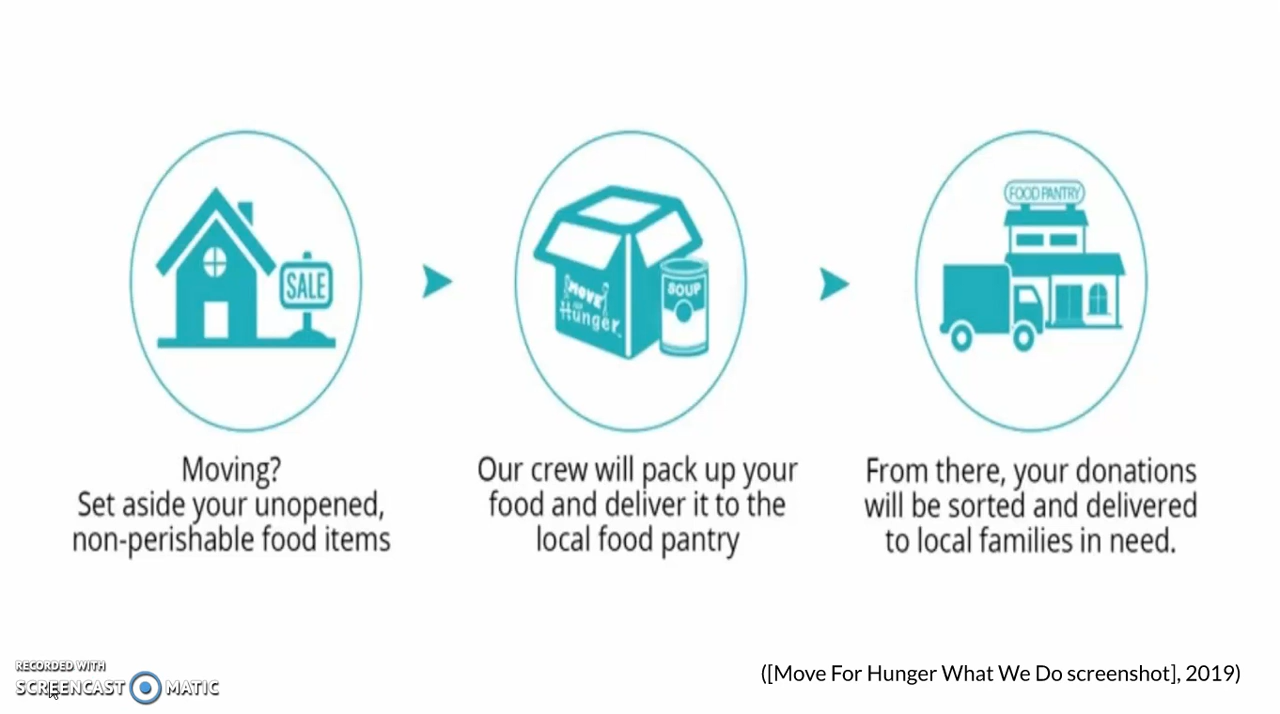 SALE
MOVE
FOR
Hunger
SOUP
FOOD PANTRY
Moving?
Set aside your unopened,
non-perishable food items
Our crew will pack up your
food and deliver it to the
local food pantry
From there, your donations
will be sorted and delivered
to local families in need.
RECORDED WITH
SCREENCAST MATIC
([Move For Hunger What We Do screenshot], 2019)